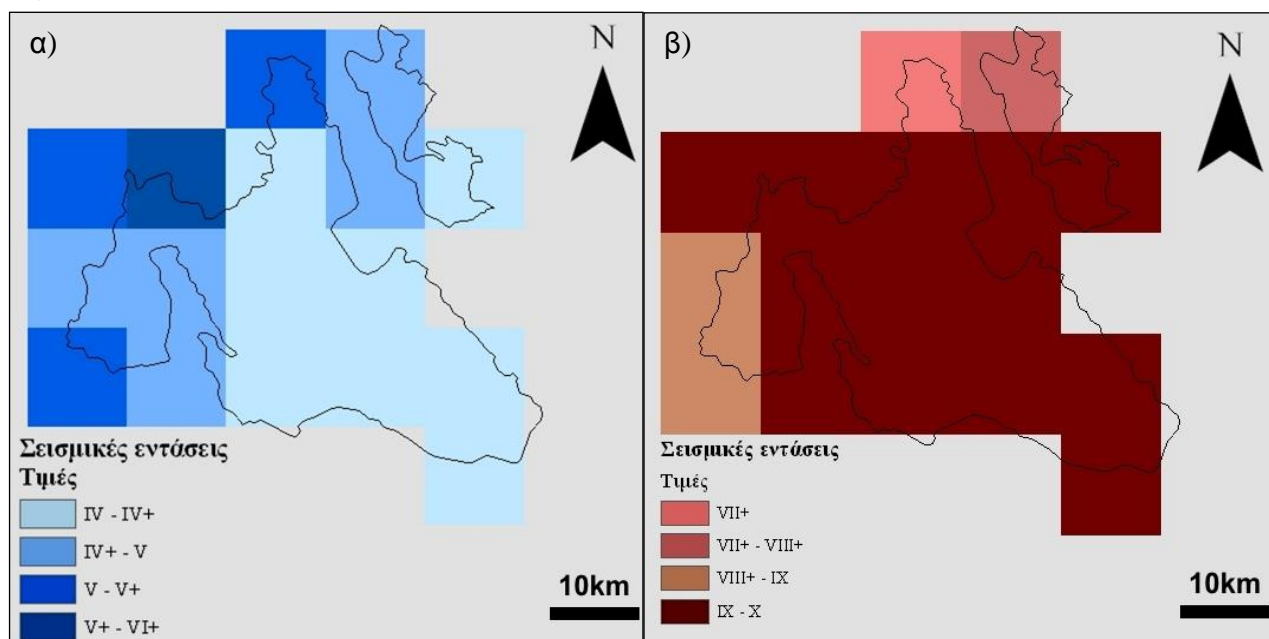 α)
N
Σεισμικές εντάσεις
Τιμές
IV - IV+
IV+ - V
V - V+
V+ - VI+
10km
β)
N
Σεισμικές εντάσεις
Τιμές
VII+
VII+ - VIII+
VIII+ - IX
IX - X
10km